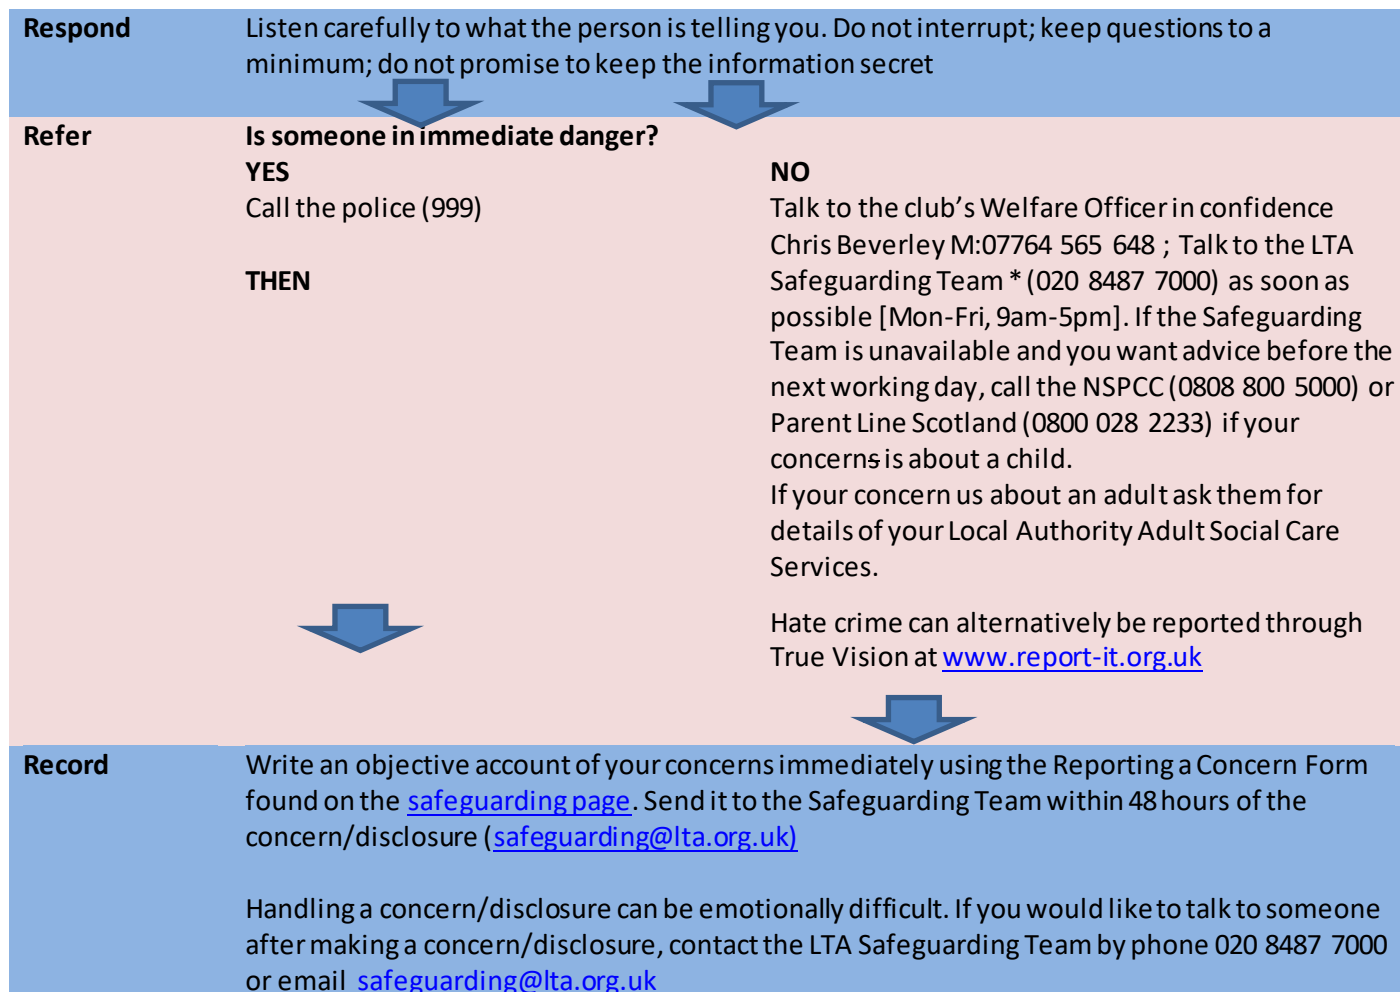 Respond
Listen carefully to what the person is telling you. Do not interrupt; keep questions to a
minimum; do not promise to keep the information secret
Refer
Is someone in immediate danger?
YES
Call the police (999)
THEN
NO
Talk to the club's Welfare Officer in confidence
Chris Beverley M:07764 565 648 ; Talk to the LTA
Safeguarding Team * (020 8487 7000) as soon as
possible [Mon-Fri, 9am-5pm]. If the Safeguarding
Team is unavailable and you want advice before the
next working day, call the NSPCC (0808 800 5000) or
Parent Line Scotland (0800 028 2233) if your
concerns is about a child.
If your concern us about an adult ask them for
details of your Local Authority Adult Social Care
Services.
Hate crime can alternatively be reported through
True Vision at www.report-it.org.uk
Record
Write an objective account of your concerns immediately using the Reporting a Concern Form
found on the safeguarding page. Send it to the Safeguarding Team within 48 hours of the
concern/disclosure (safeguarding@lta.org.uk)
Handling a concern/disclosure can be emotionally difficult. If you would like to talk to someone
after making a concern/disclosure, contact the LTA Safeguarding Team by phone 020 8487 7000
or email safeguarding@lta.org.uk